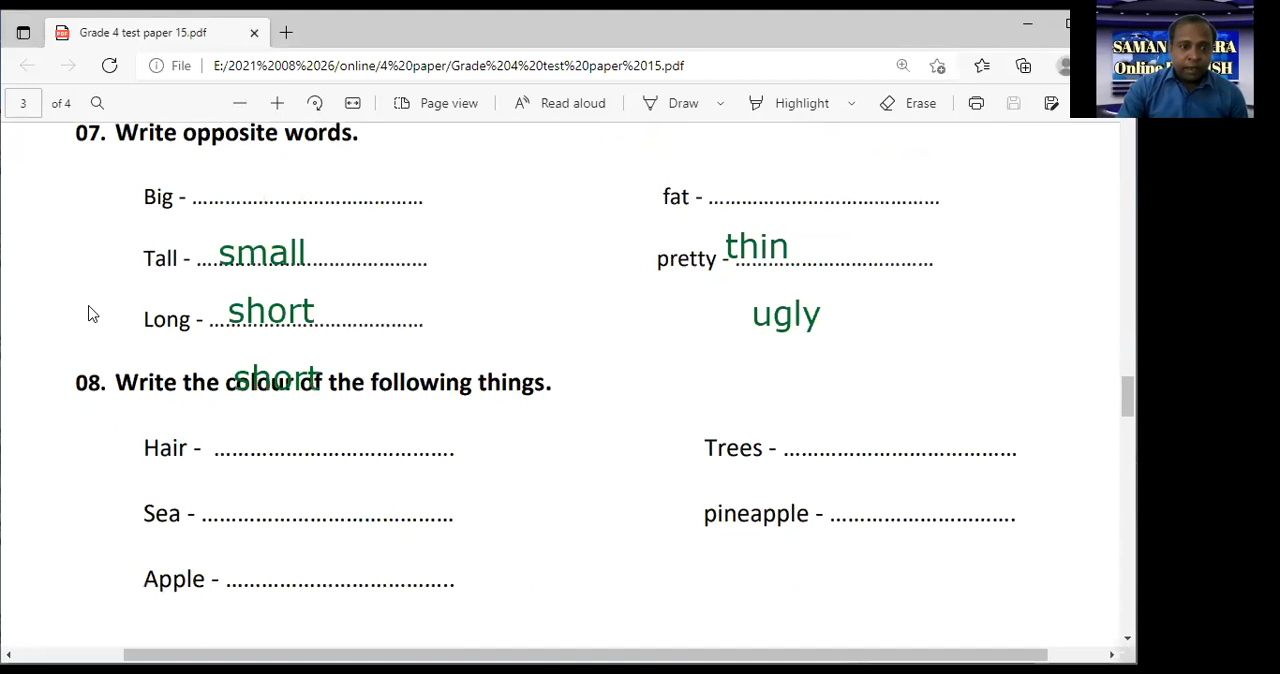 Grade 4 test paper 15.pdf
File E:/2021%2008%2026/online/4%20paper/Grade%204%20test%20paper%2015.pdf
3 of 4 Page view Read aloud Draw Highlight Erase
SAMAN RA
Online SH
07. Write opposite words.
Big - ........................................ fat - ........................................
small thin
Tall - ........................................ pretty - ........................................
short ugly
Long - ........................................
short
08. Write the colour of the following things.
Hair - ........................................ Trees - ........................................
Sea - ........................................ pineapple - ........................................
Apple - ........................................